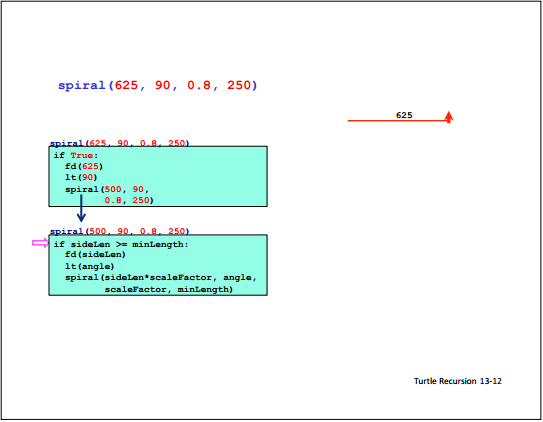 spiral(625, 90, 0.8, 250)
625
spiral(625, 90, 0.8, 250)
if True:
fd(625)
lt(90)
spiral(500, 90,
0.8, 250)
spiral(500, 90, 0.8, 250)
if sideLen >= minLength:
fd(sideLen)
lt(angle)
spiral(sideLen*scaleFactor, angle,
scaleFactor, minLength)
Turtle Recursion 13-12